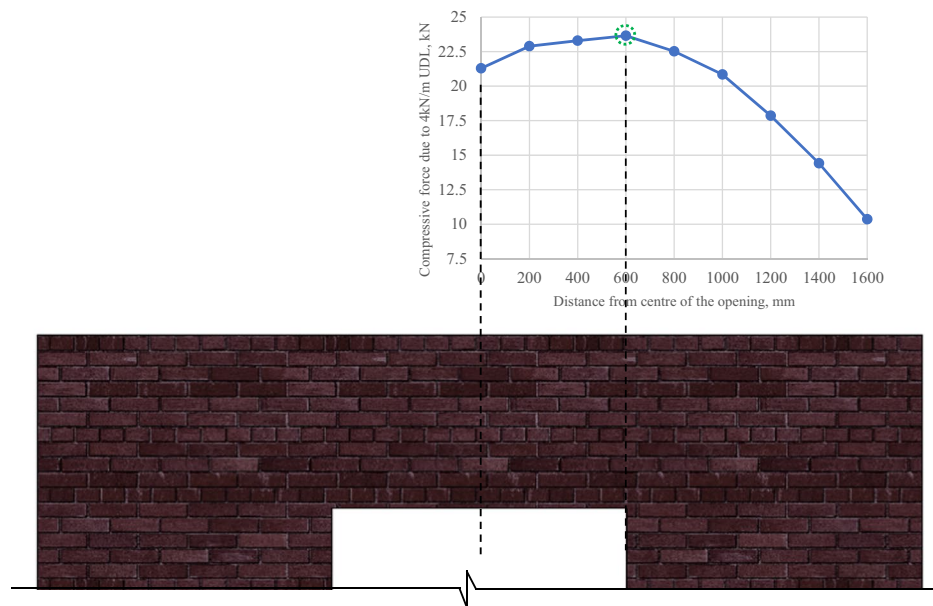 Compressive force due to 4kN/m UDL, kN
25
22.5
20
17.5
15
12.5
10
7.5
0 200 400 600 800 1000 1200 1400 1600
Distance from centre of the opening, mm